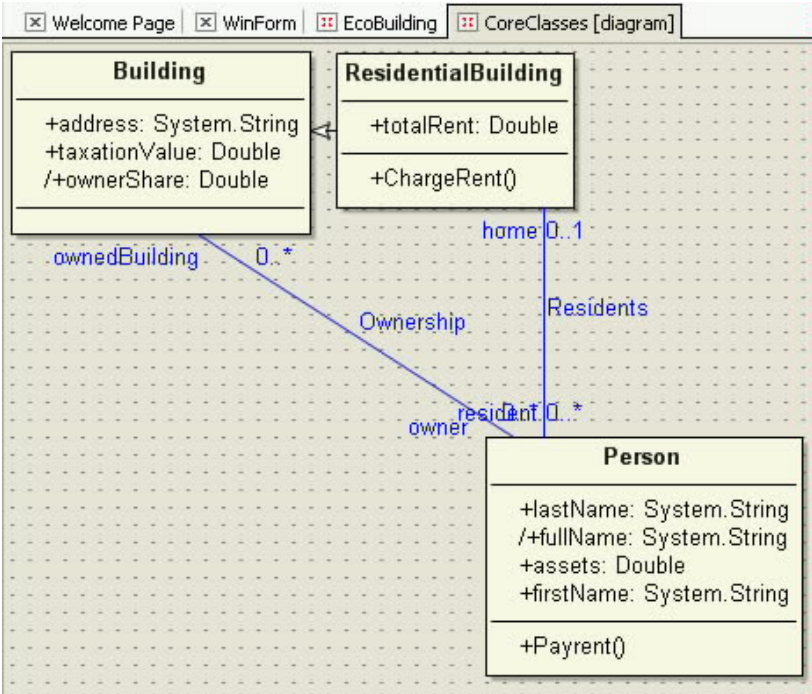 Welcome Page WinForm EcoBuilding CoreClasses [diagram]
Building
+address: System.String
+taxationValue: Double
/+ownerShare: Double
ResidentialBuilding
+totalRent: Double
+ChargeRent()
home 0..1
ownedBuilding 0..*
Ownership
Residents
resident 0..*
owner
Person
+lastName: System.String
/+fullName: System.String
+assets: Double
+firstName: System.String
+Payrent()